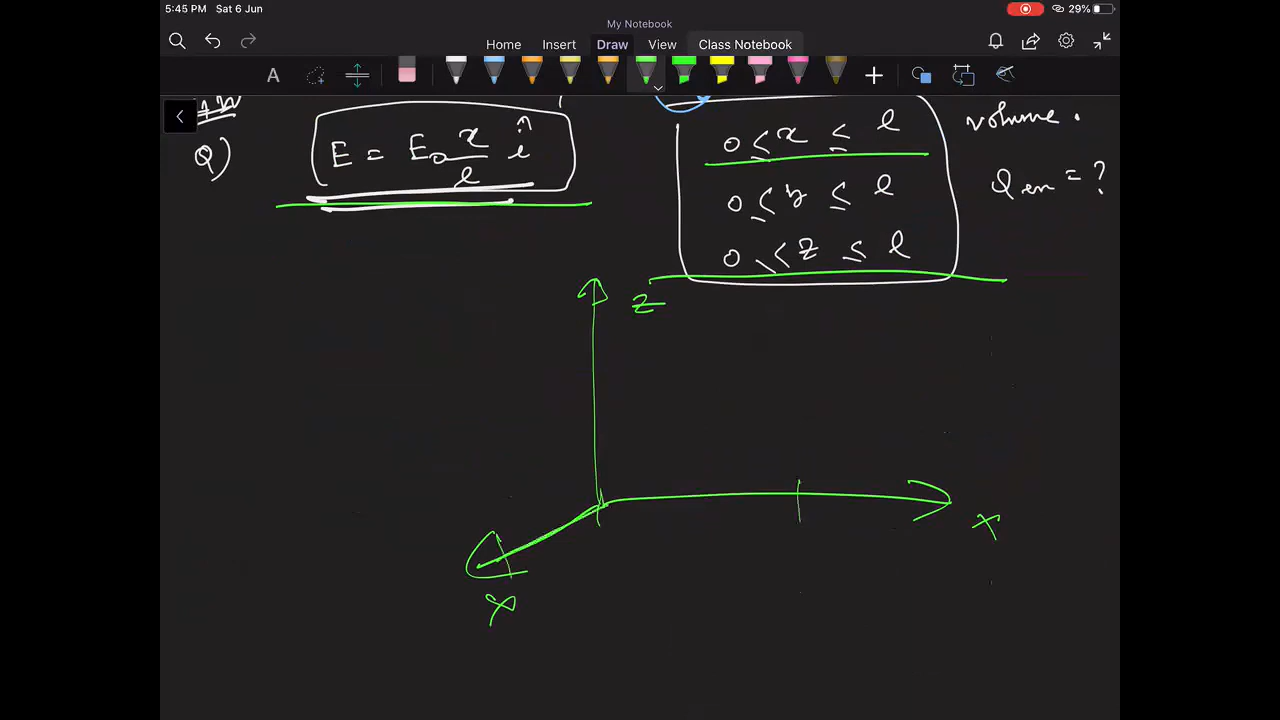 5:45 PM Sat 6 Jun
29%
My Notebook
Home Insert Draw View Class Notebook
A
Q)
E = E₀ x/l î
0 ≤ x ≤ l
0 ≤ y ≤ l
0 ≤ z ≤ l
volume.
Q en = ?
z
x